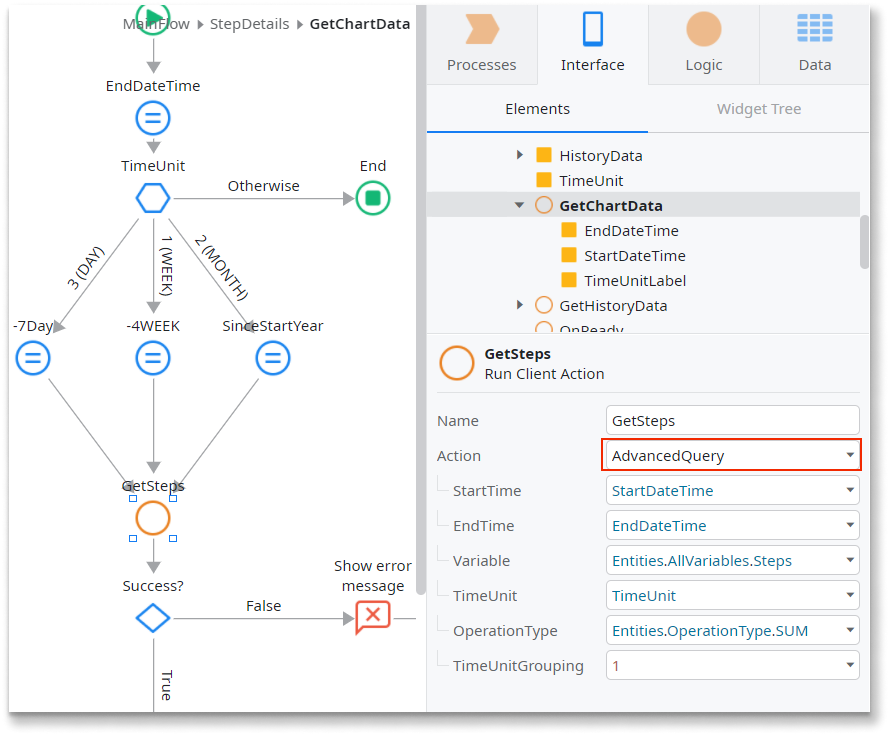 MainFlow ▸ StepDetails ▸ GetChartData
EndDateTime
TimeUnit
Otherwise
End
3 (DAY)
1 (WEEK)
2 (MONTH)
-7Day
-4WEEK
SinceStartYear
GetSteps
Success?
False
Show error
message
True
Processes
Interface
Logic
Data
Elements
Widget Tree
HistoryData
TimeUnit
GetChartData
EndDateTime
StartDateTime
TimeUnitLabel
GetHistoryData
OnReady
GetSteps
Run Client Action
Name GetSteps
Action AdvancedQuery
StartTime StartDateTime
EndTime EndDateTime
Variable Entities.AllVariables.Steps
TimeUnit TimeUnit
OperationType Entities.OperationType.SUM
TimeUnitGrouping 1